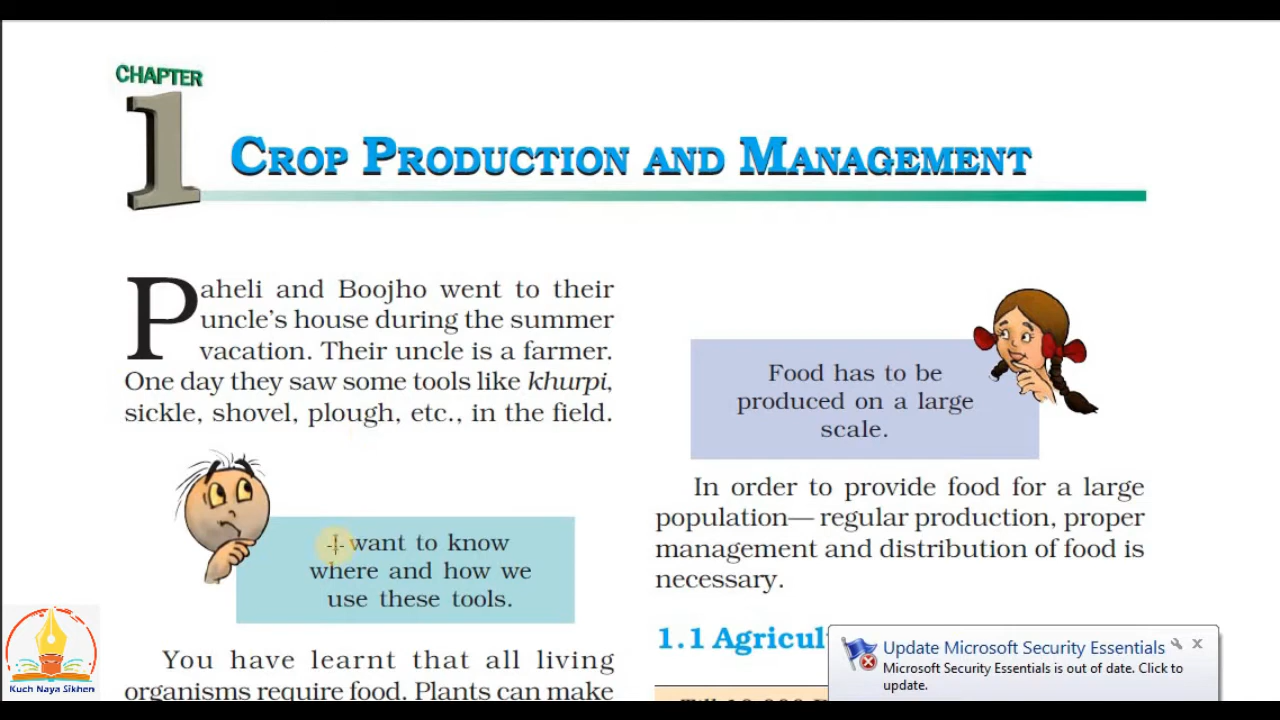 CHAPTER
1
CROP PRODUCTION AND MANAGEMENT
Paheli and Boojho went to their
uncle's house during the summer
vacation. Their uncle is a farmer.
One day they saw some tools like khurpi,
sickle, shovel, plough, etc., in the field.
I want to know
where and how we
use these tools.
You have learnt that all living
organisms require food. Plants can make
Food has to be
produced on a large
scale.
In order to provide food for a large
population— regular production, proper
management and distribution of food is
necessary.
1.1 Agricul
Update Microsoft Security Essentials
Microsoft Security Essentials is out of date. Click to
update.
Kuch Naya Sikhen